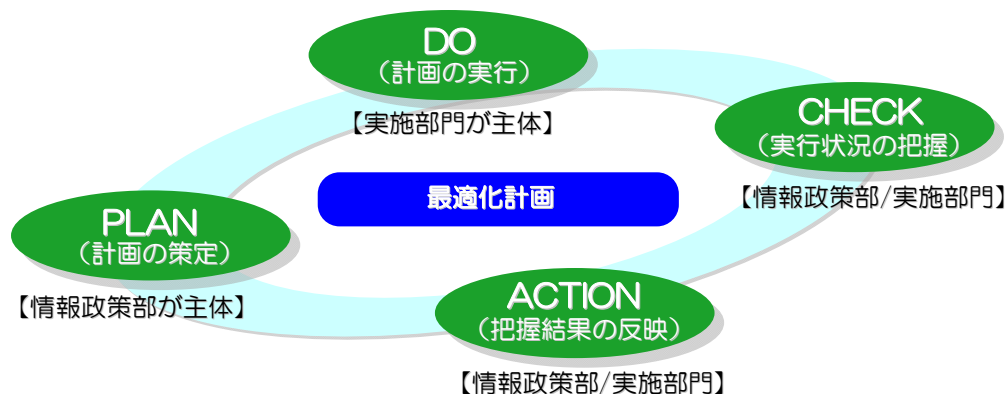 DO
（計画の実行）
【実施部門が主体】
CHECK
（実行状況の把握）
【情報政策部/実施部門】
最適化計画
PLAN
（計画の策定）
【情報政策部が主体】
ACTION
（把握結果の反映）
【情報政策部/実施部門】